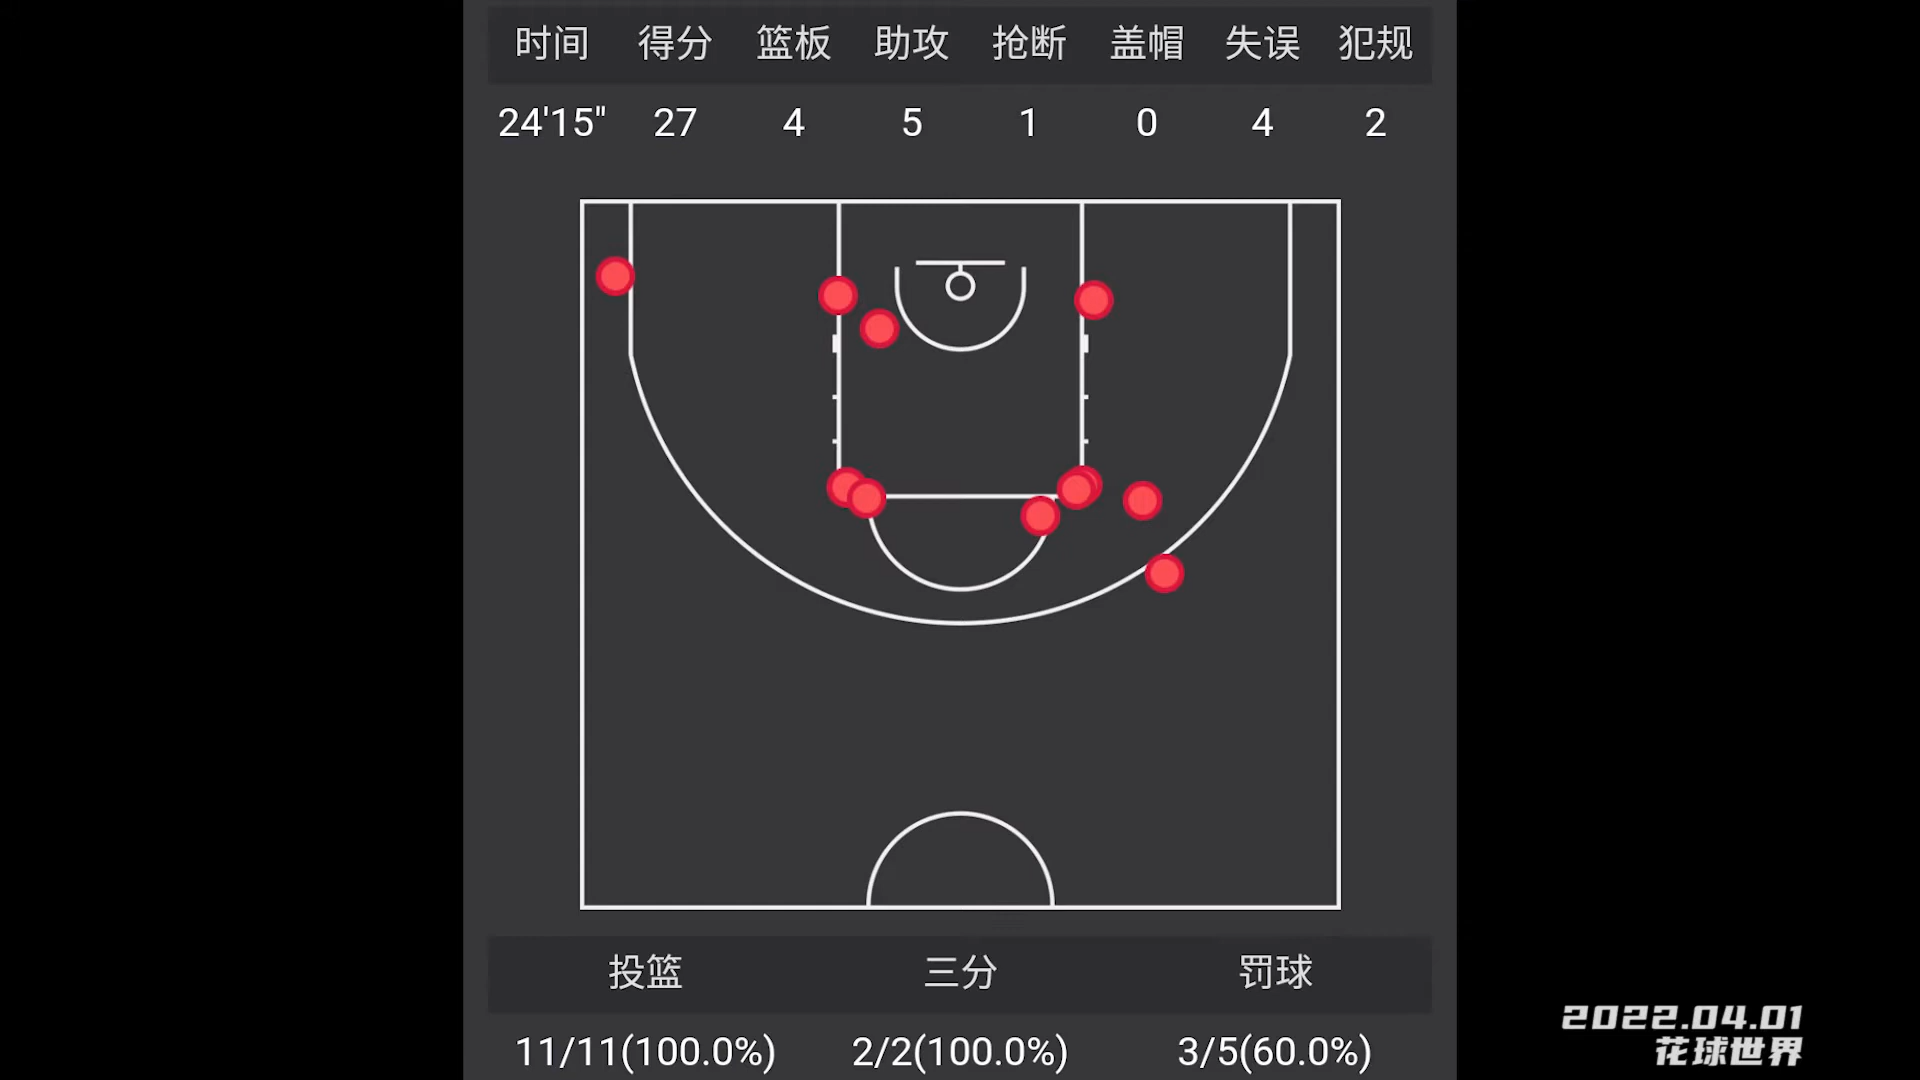 时间 得分 篮板 助攻 抢断 盖帽 失误 犯规
24'15" 27 4 5 1 0 4 2
投篮 三分 罚球
11/11(100.0%) 2/2(100.0%) 3/5(60.0%)
2022.04.01
花球世界